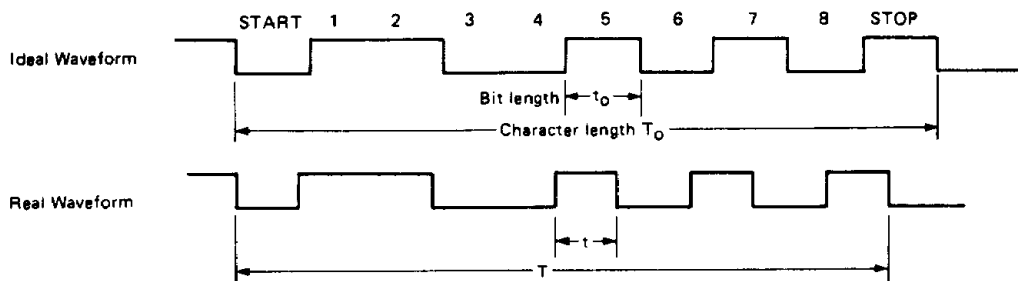 START 1 2 3 4 5 6 7 8 STOP
Ideal Waveform
Bit length t₀
Character length T₀
Real Waveform
t
T